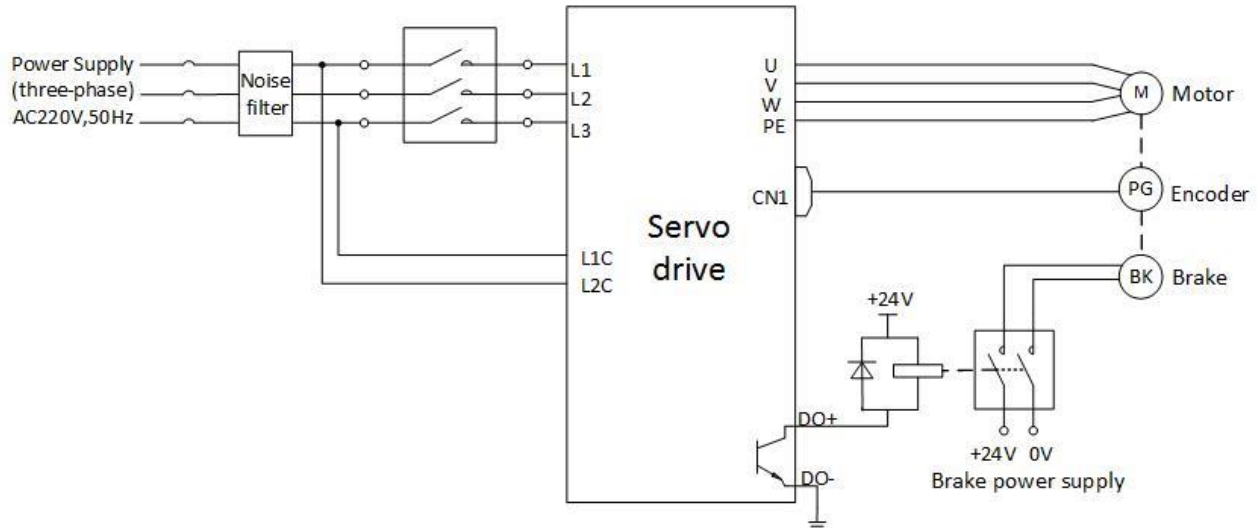 Power Supply
(three-phase)
AC220V,50Hz
Noise
filter
L1
L2
L3
L1C
L2C
Servo
drive
U
V
W
PE
CN1
DO+
DO-
M
Motor
PG
Encoder
BK
Brake
+24V
+24V 0V
Brake power supply